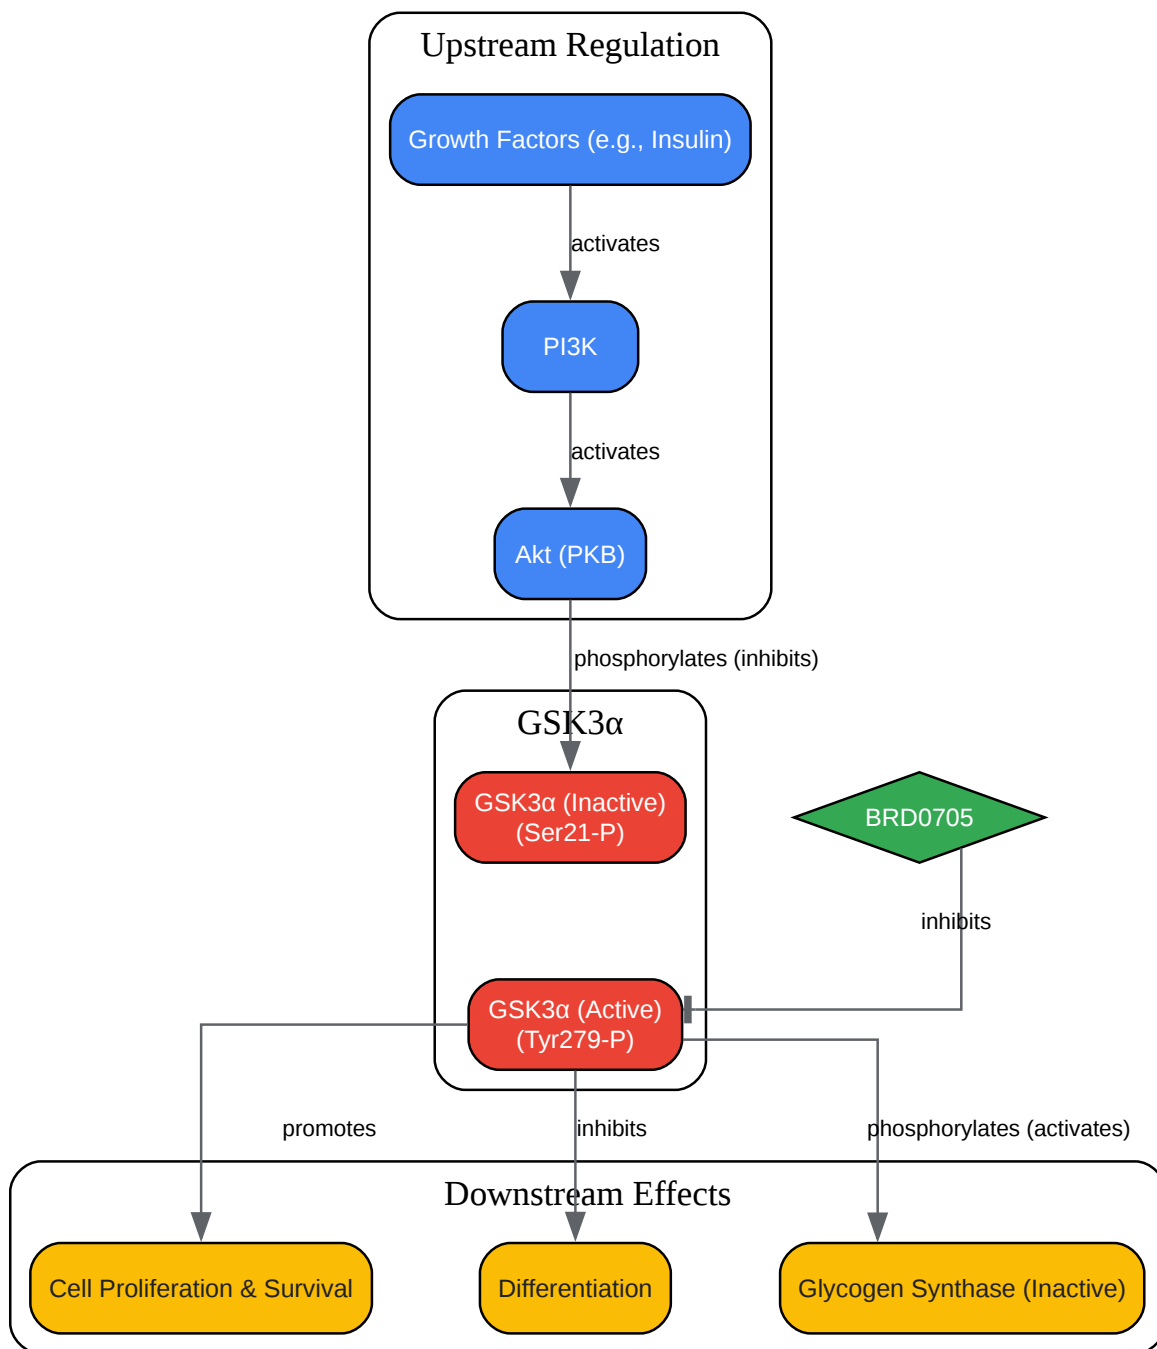 Upstream Regulation
Growth Factors (e.g., Insulin)
activates
PI3K
activates
Akt (PKB)
phosphorylates (inhibits)
GSK3α
GSK3α (Inactive)
(Ser21-P)
BRD0705
inhibits
GSK3α (Active)
(Tyr279-P)
promotes
inhibits
phosphorylates (activates)
Downstream Effects
Cell Proliferation & Survival
Differentiation
Glycogen Synthase (Inactive)